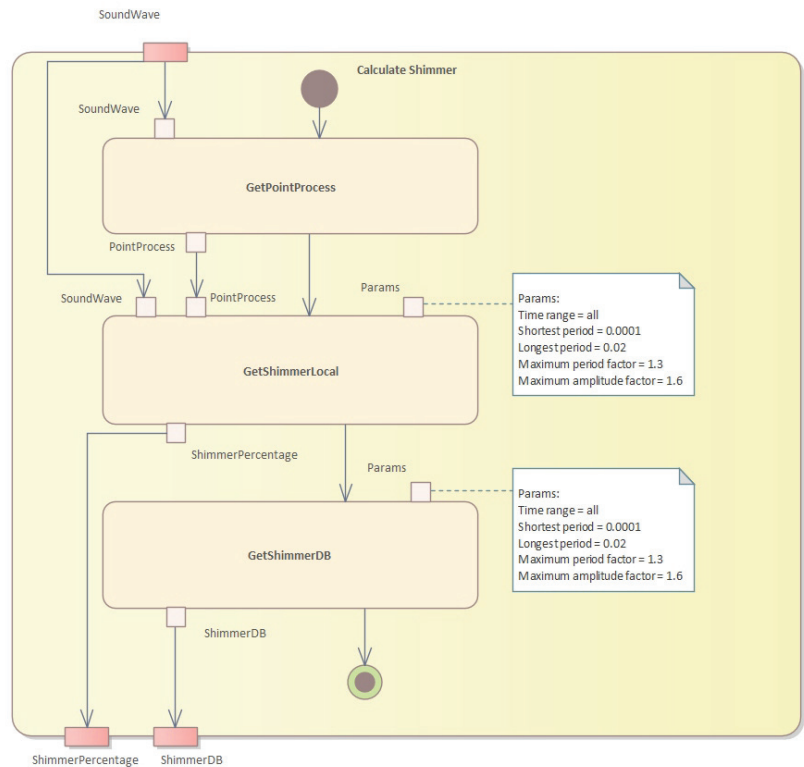 SoundWave
Calculate Shimmer
SoundWave
GetPointProcess
PointProcess
SoundWave
PointProcess
Params
Params:
Time range = all
Shortest period = 0.0001
Longest period = 0.02
Maximum period factor = 1.3
Maximum amplitude factor = 1.6
GetShimmerLocal
ShimmerPercentage
Params
Params:
Time range = all
Shortest period = 0.0001
Longest period = 0.02
Maximum period factor = 1.3
Maximum amplitude factor = 1.6
GetShimmerDB
ShimmerDB
ShimmerPercentage
ShimmerDB